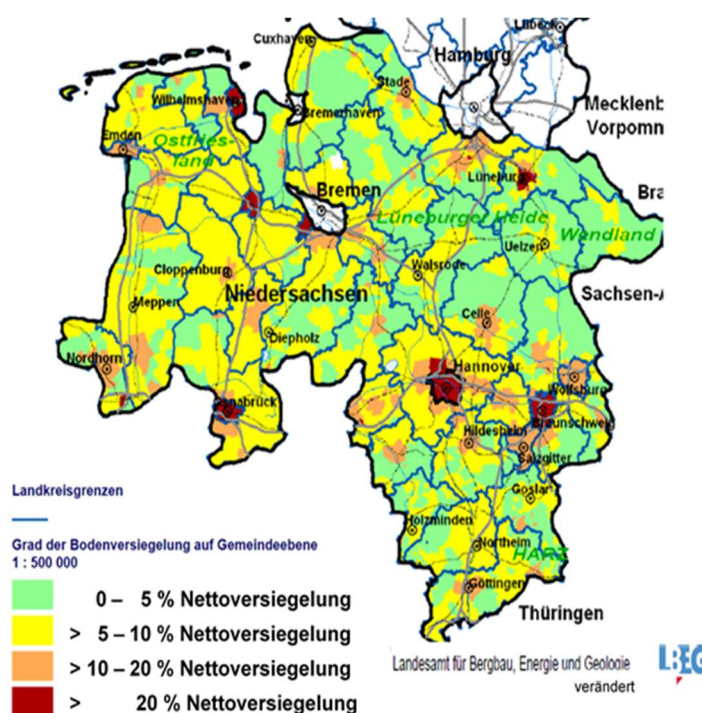 Lübeck
Cuxhaven
Hamburg
Stade
Wilhelmshaven
Bremerhaven
Mecklenb
Vorpomm
Emden
Ostfries-
land
Lüneburg
Bremen
Bra
Lüneburger Heide
Wendland
Uelzen
Cloppenburg
Walsrode
Niedersachsen
Sachsen-A
Meppen
Celle
Diepholz
Nordhorn
Hannover
Wolfsburg
Osnabrück
Braunschweig
Hildesheim
Salzgitter
Landkreisgrenzen
Goslar
Holzminden
Grad der Bodenversiegelung auf Gemeindeebene
1 : 500 000
Northeim
HARZ
Göttingen
0 – 5 % Nettoversiegelung
Thüringen
> 5 – 10 % Nettoversiegelung
> 10 – 20 % Nettoversiegelung
Landesamt für Bergbau, Energie und Geologie
LBEG
verändert
> 20 % Nettoversiegelung